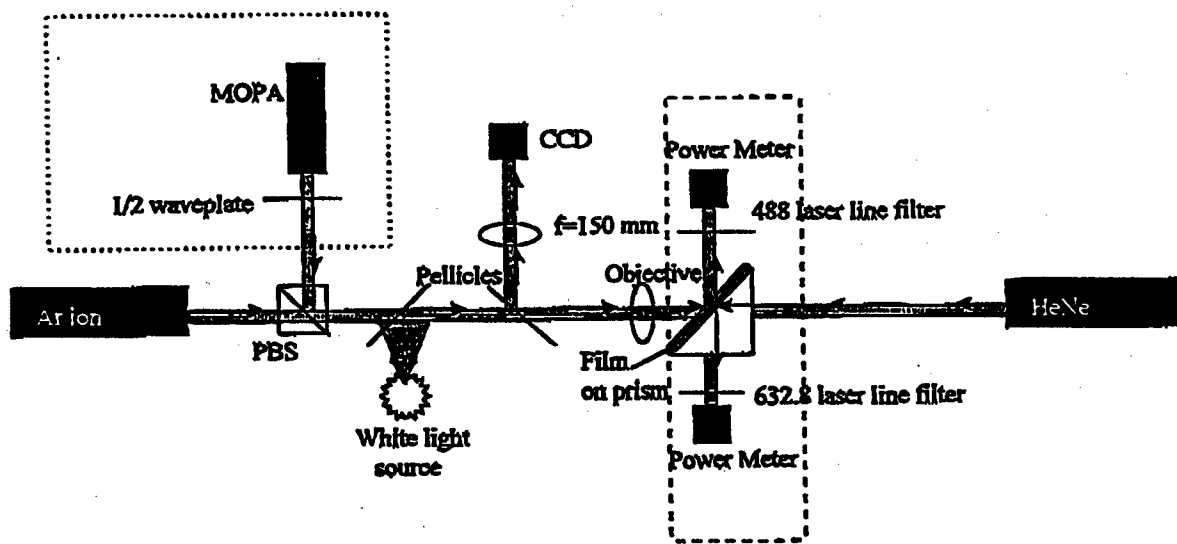 MOPA
1/2 waveplate
CCD
f=150 mm
Power Meter
488 laser line filter
Pellicles
Objective
Ar ion
PBS
HeNe
Film
on prism
632.8 laser line filter
White light
source
Power Meter